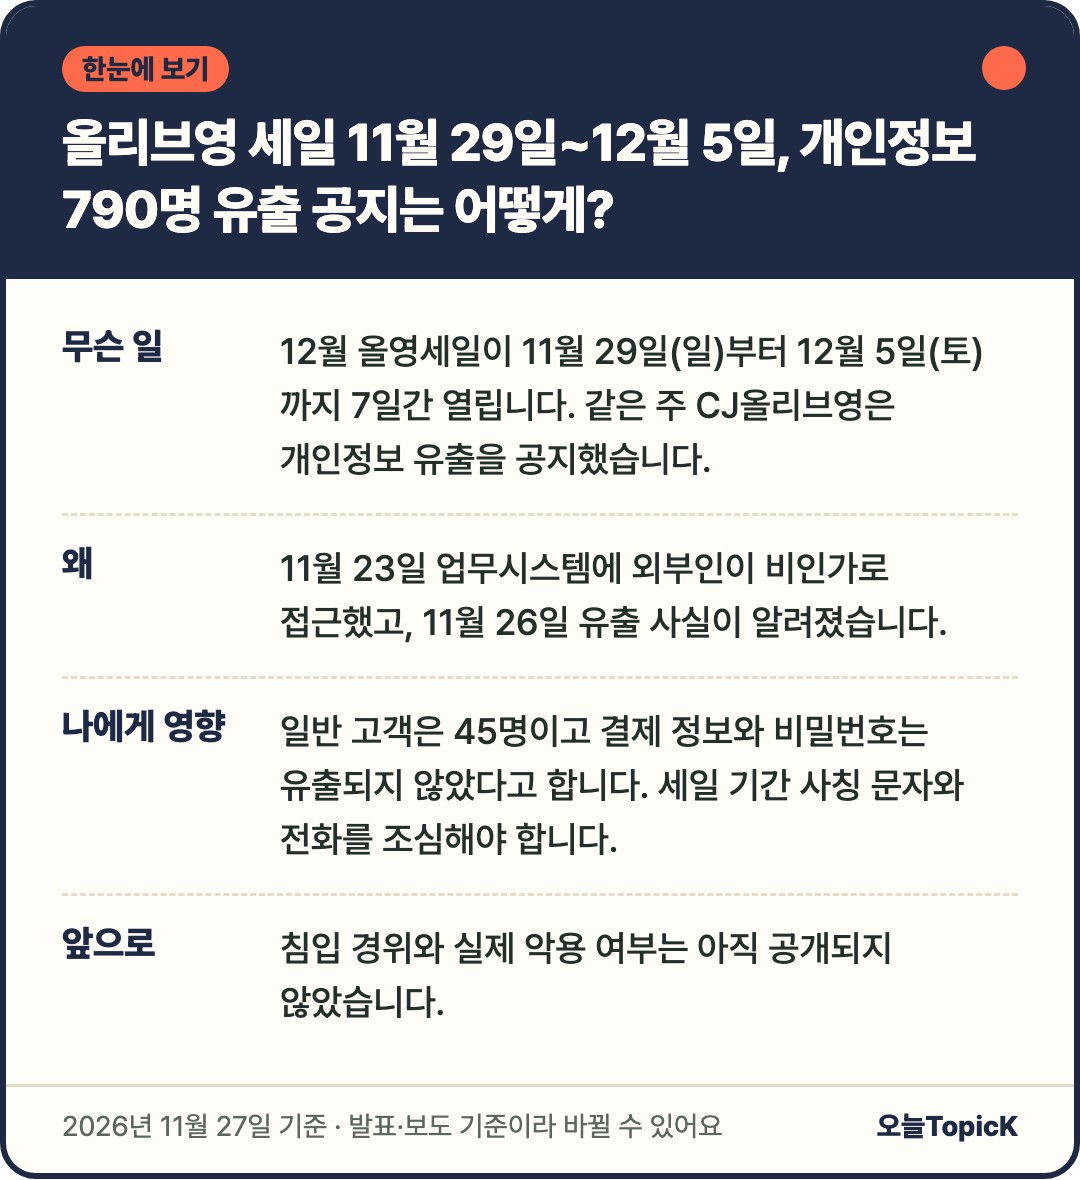 한눈에 보기
올리브영 세일 11월 29일~12월 5일, 개인정보
790명 유출 공지는 어떻게?
무슨 일
12월 올영세일이 11월 29일(일)부터 12월 5일(토)
까지 7일간 열립니다. 같은 주 CJ올리브영은
개인정보 유출을 공지했습니다.
왜
11월 23일 업무시스템에 외부인이 비인가로
접근했고, 11월 26일 유출 사실이 알려졌습니다.
나에게 영향
일반 고객은 45명이고 결제 정보와 비밀번호는
유출되지 않았다고 합니다. 세일 기간 사칭 문자와
전화를 조심해야 합니다.
앞으로
침입 경위와 실제 악용 여부는 아직 공개되지
않았습니다.
2026년 11월 27일 기준 · 발표·보도 기준이라 바뀔 수 있어요
오늘TopicK